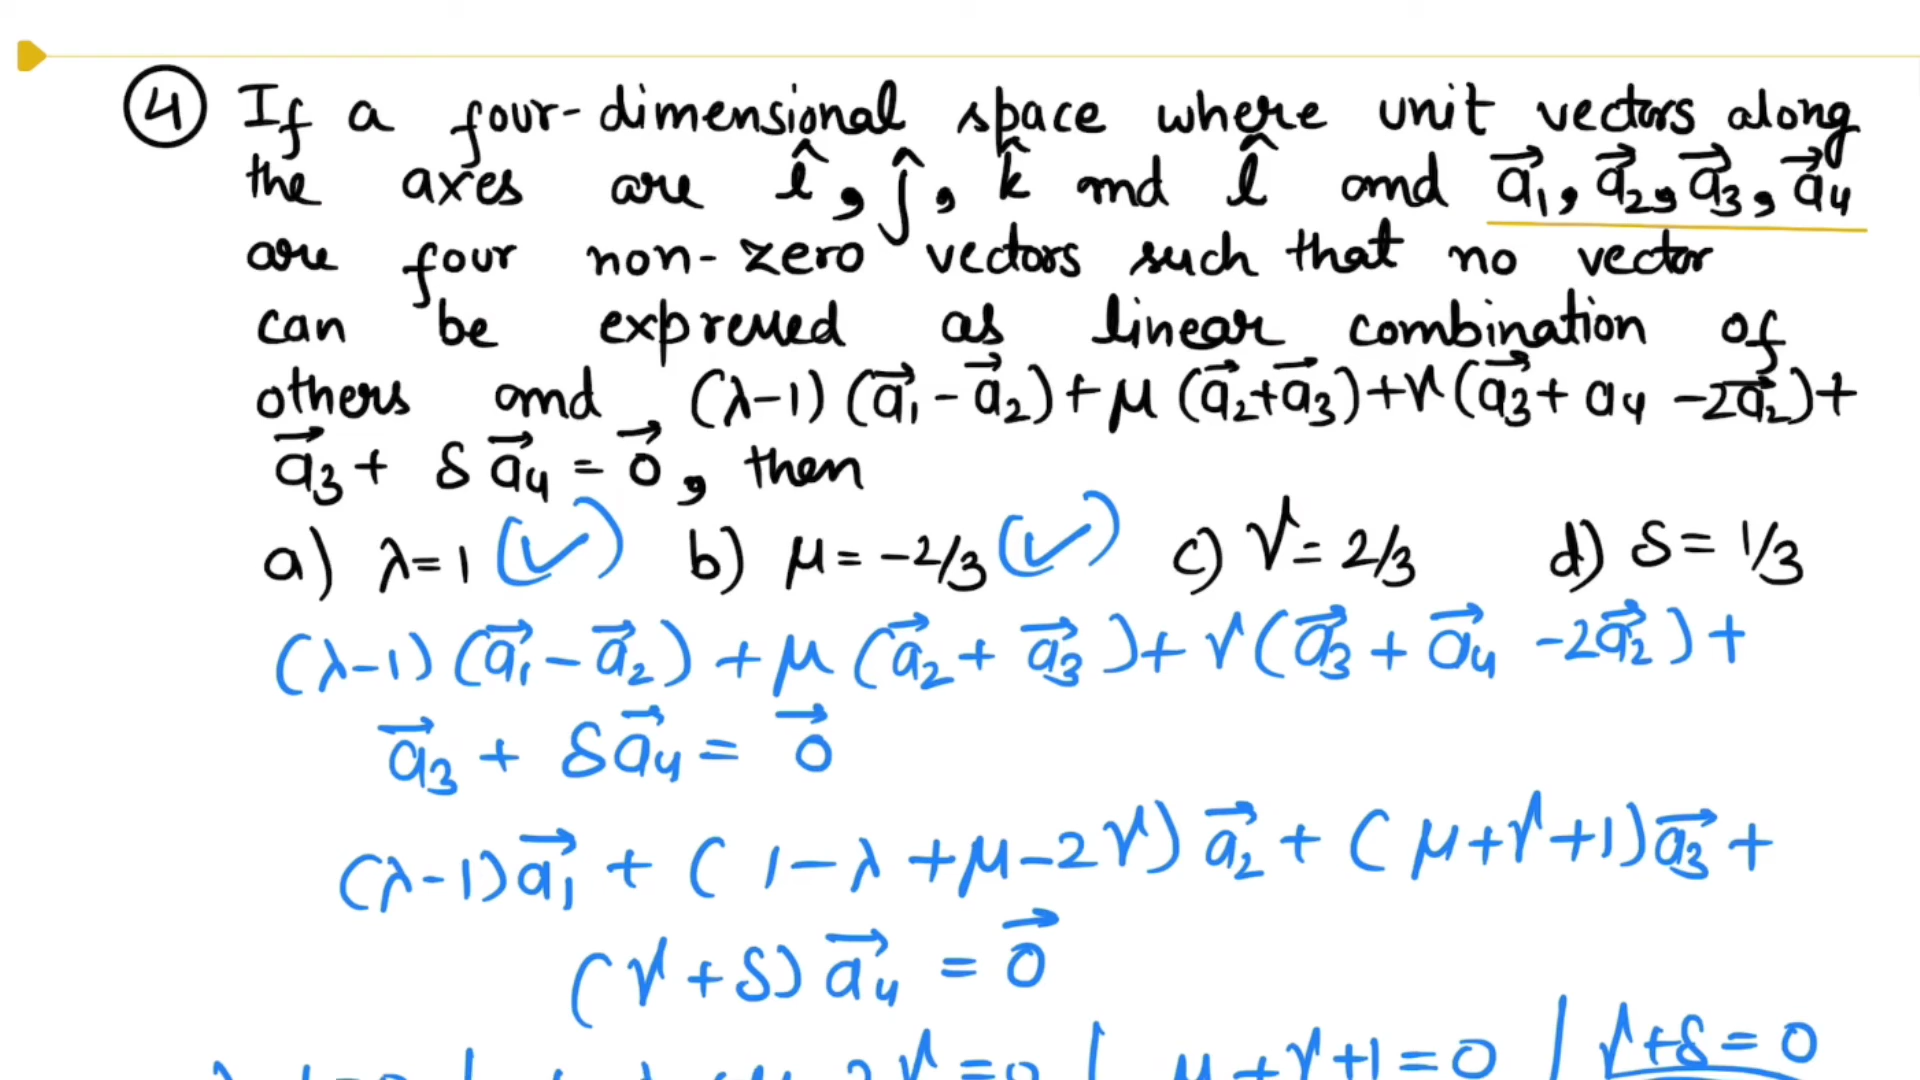 ④ If a four-dimensional space where unit vectors along
the axes are î, ĵ, k̂ and l̂ and a⃗₁, a⃗₂, a⃗₃, a⃗₄
are four non-zero vectors such that no vector
can be expressed as linear combination of
others and (λ-1)(a⃗₁ - a⃗₂)+μ(a⃗₂+a⃗₃)+γ(a⃗₃+ a₄ -2a⃗₂)+
a⃗₃+ δ a⃗₄ = 0⃗, then
a) λ=1 (✓) b) μ = -2/3 (✓) c) γ = 2/3 d) δ = 1/3
(λ-1)(a⃗₁ - a⃗₂) + μ(a⃗₂ + a⃗₃)+ γ(a⃗₃ + a⃗₄ -2a⃗₂)+
a⃗₃ + δa⃗₄ = 0⃗
(λ-1)a⃗₁ + (1-λ+μ-2γ)a⃗₂ + (μ+γ+1)a⃗₃ +
(γ+δ)a⃗₄ = 0⃗
μ+γ+1=0 | γ+δ=0